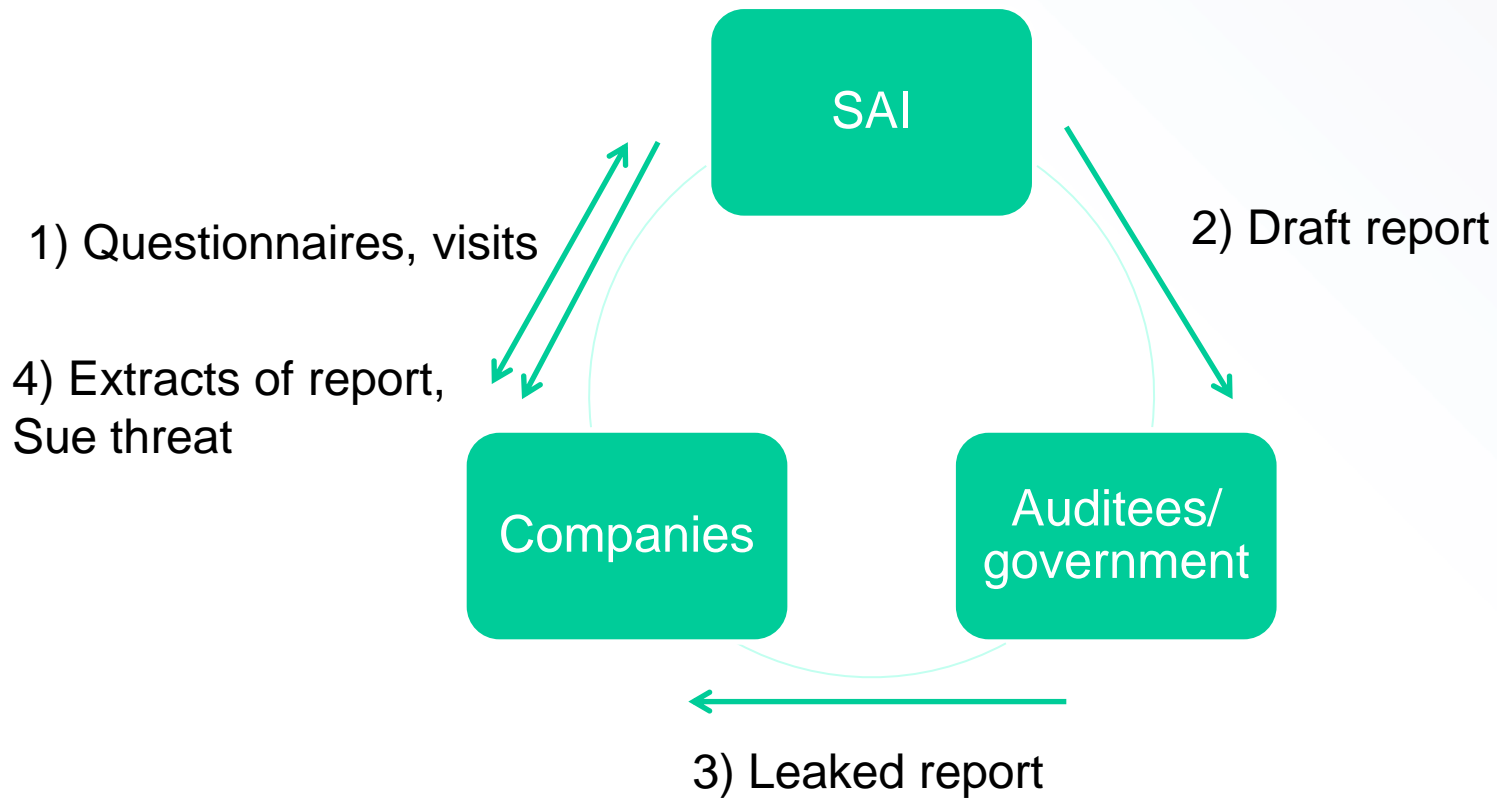 SAI
1) Questionnaires, visits
2) Draft report
4) Extracts of report,
Sue threat
Companies
Auditees/
government
3) Leaked report